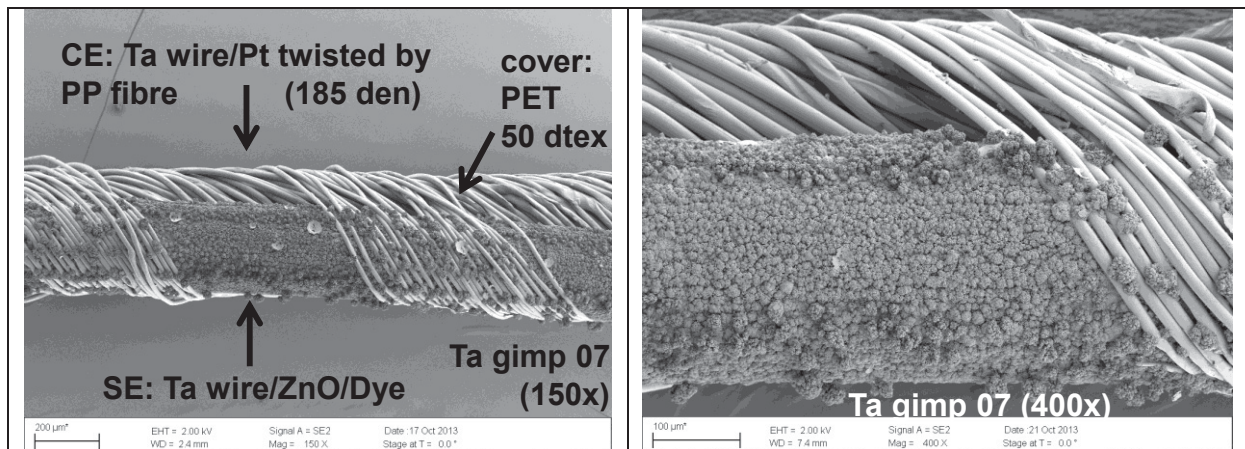 CE: Ta wire/Pt twisted by
PP fibre (185 den)
cover:
PET
50 dtex
SE: Ta wire/ZnO/Dye
Ta gimp 07
(150x)
200 µm*
EHT = 2.00 kV
WD = 2.4 mm
Signal A = SE2
Mag = 150 X
Date :17 Oct 2013
Stage at T = 0.0 °
Ta gimp 07 (400x)
100 µm*
EHT = 2.00 kV
WD = 7.4 mm
Signal A = SE2
Mag = 400 X
Date :21 Oct 2013
Stage at T = 0.0 °